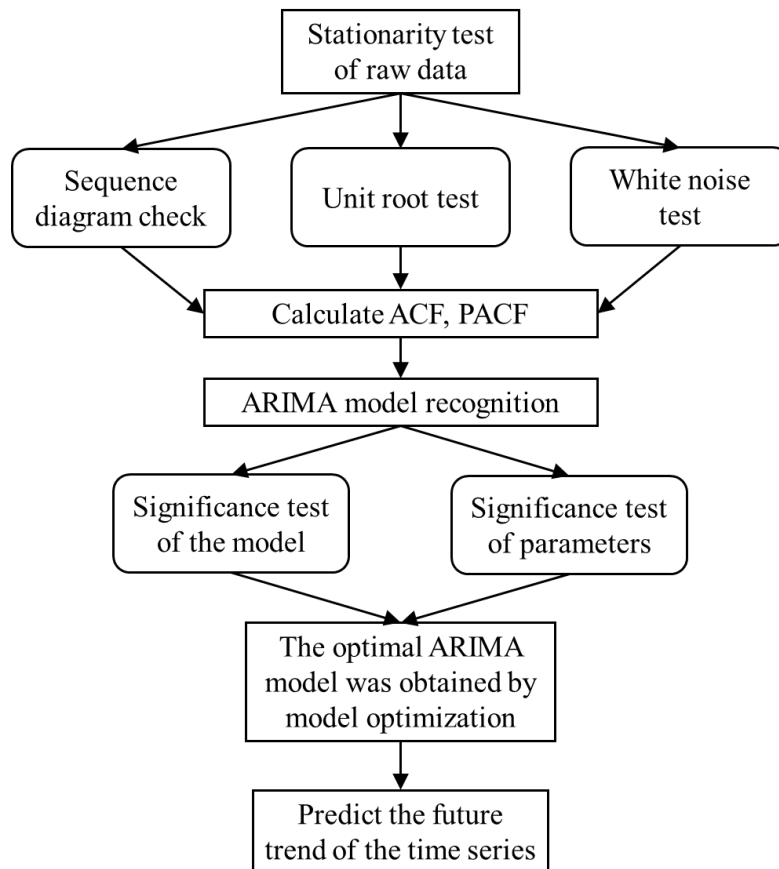 Stationarity test
of raw data
Sequence
diagram check
Unit root test
White noise
test
Calculate ACF, PACF
ARIMA model recognition
Significance test
of the model
Significance test
of parameters
The optimal ARIMA
model was obtained by
model optimization
Predict the future
trend of the time series